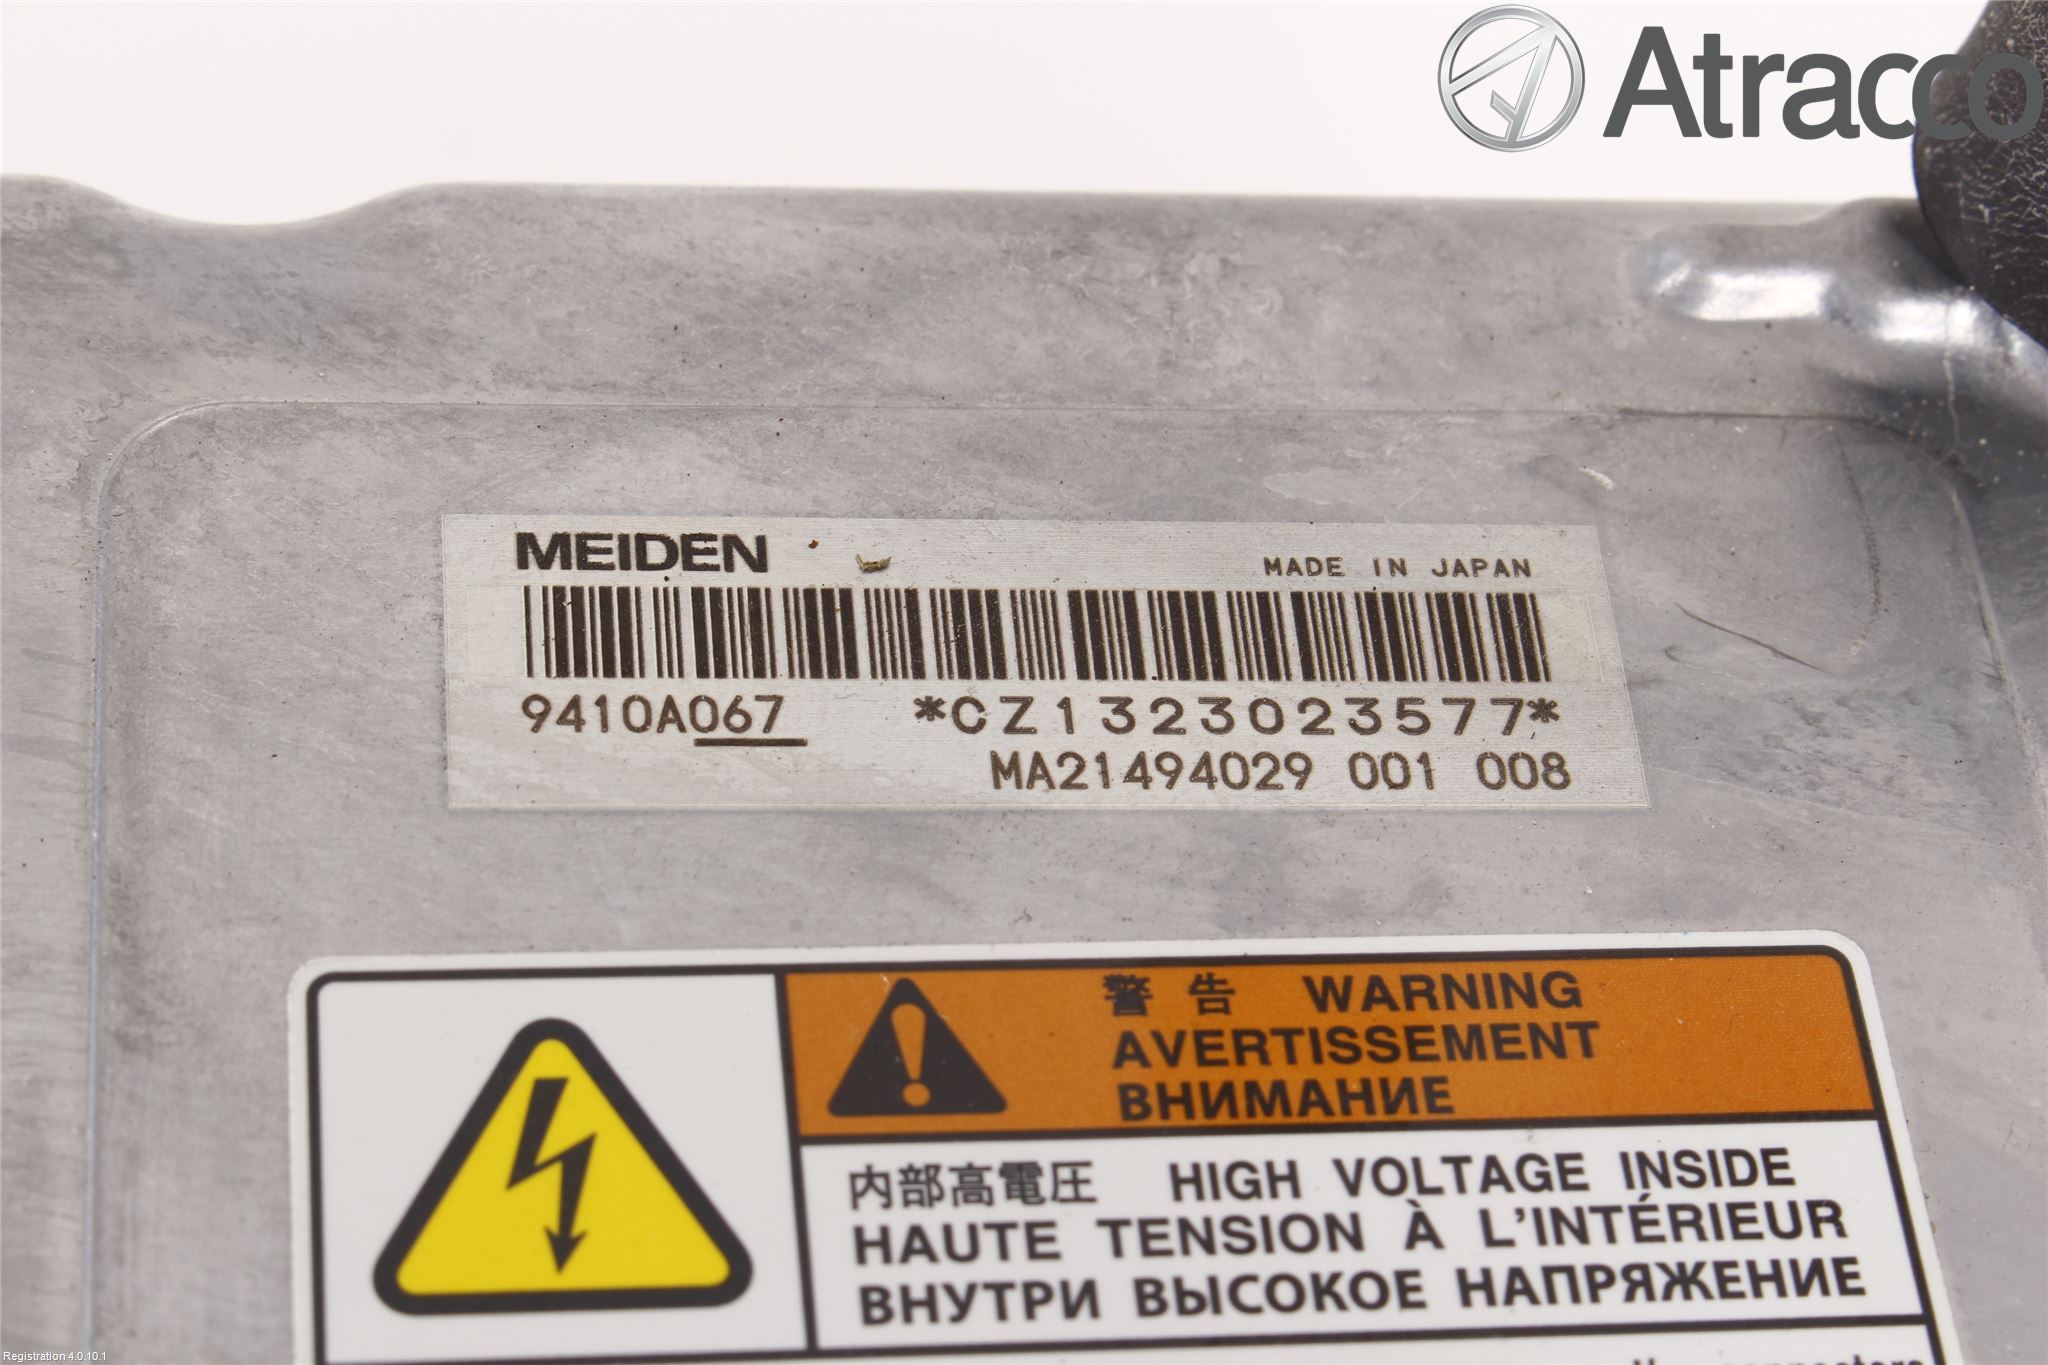 Atracco
MEIDEN MADE IN JAPAN
9410A067 *CZ1323023577*
MA21494029 001 008
警告 WARNING
AVERTISSEMENT
ВНИМАНИЕ
内部高電圧 HIGH VOLTAGE INSIDE
HAUTE TENSION À L'INTÉRIEUR
ВНУТРИ ВЫСОКОЕ НАПРЯЖЕНИЕ
Registration 4.0.10.1